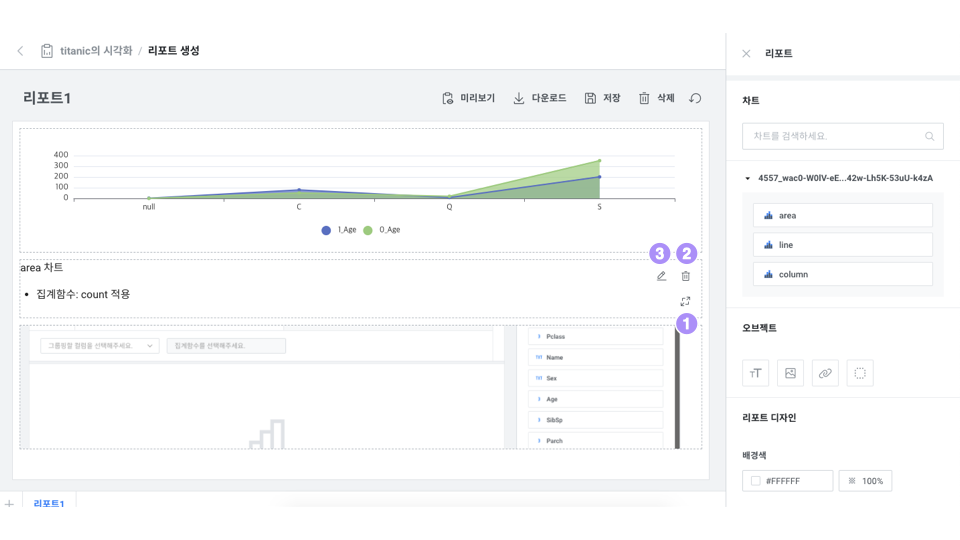 titanic의 시각화 / 리포트 생성
리포트
리포트1
미리보기
다운로드
저장
삭제
차트
차트를 검색하세요.
400
300
200
100
0
null
C
Q
S
1_Age
0_Age
4557_wac0-W0IV-eE...42w-Lh5K-53uU-k4zA
area
line
column
3
2
area 차트
집계함수: count 적용
1
오브젝트
TT
그룹핑할 컬럼을 선택해주세요.
집계함수를 선택해주세요.
Pclass
Name
Sex
Age
SibSp
Parch
리포트 디자인
배경색
#FFFFFF
100%
리포트1